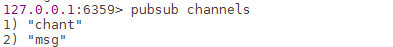 127.0.0.1:6359> pubsub channels
1) "chant"
2) "msg"